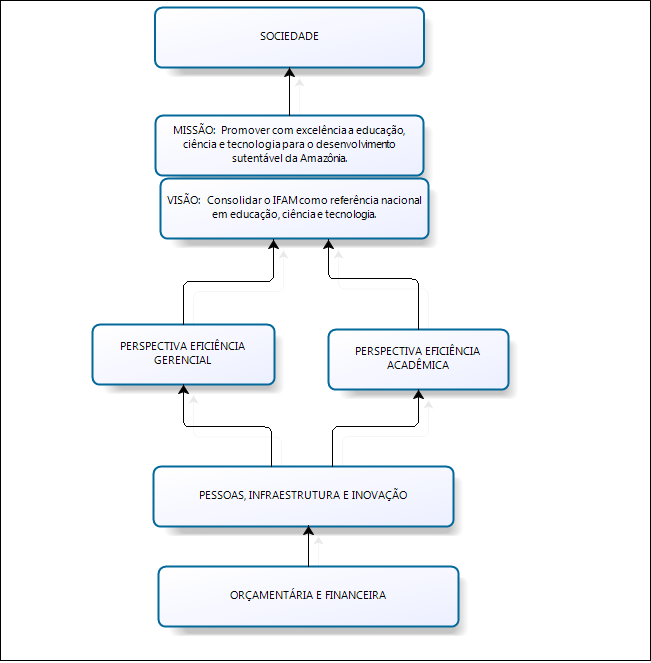 SOCIEDADE
MISSÃO: Promover com excelência a educação,
ciência e tecnologia para o desenvolvimento
sutentável da Amazônia.
VISÃO: Consolidar o IFAM como referência nacional
em educação, ciência e tecnologia.
PERSPECTIVA EFICIÊNCIA
GERENCIAL
PERSPECTIVA EFICIÊNCIA
ACADÊMICA
PESSOAS, INFRAESTRUTURA E INOVAÇÃO
ORÇAMENTÁRIA E FINANCEIRA